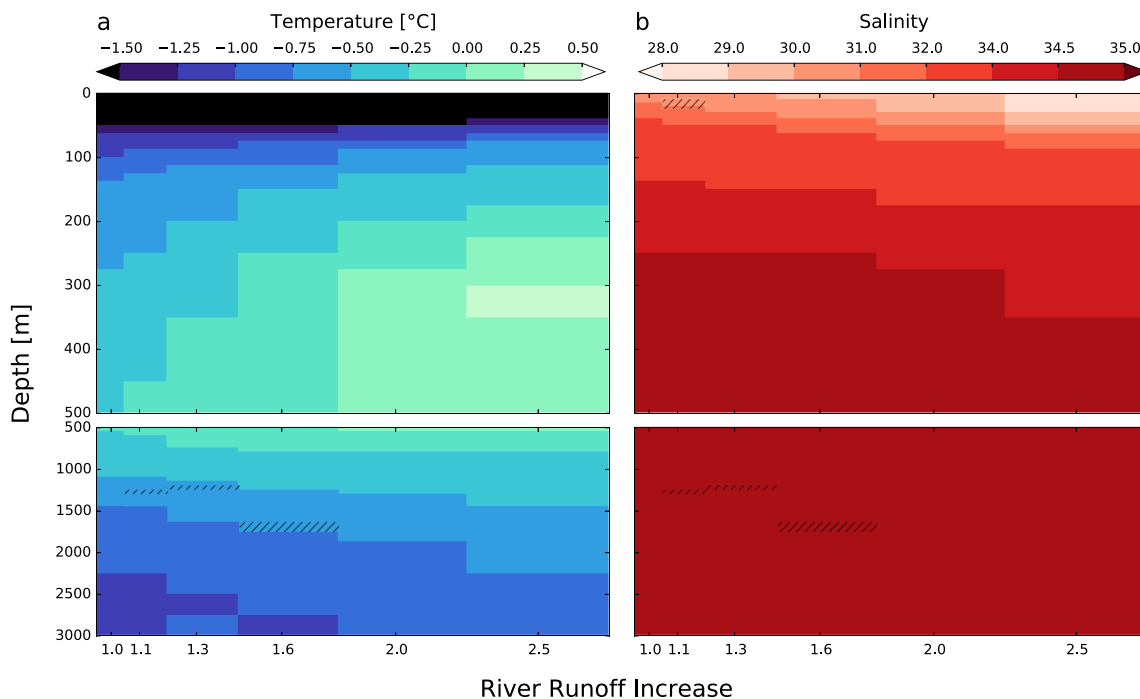 a Temperature [°C]
−1.50 −1.25 −1.00 −0.75 −0.50 0.00 0.25 0.50
b Salinity
28.0 29.0 30.0 31.0 32.0 34.0 34.5 35.0
0
100
200
300
400
500
500
1000
1500
2000
2500
3000
Depth [m]
1.0 1.1 1.3 1.6 2.0 2.5
1.0 1.1 1.3 1.6 2.0 2.5
River Runoff Increase